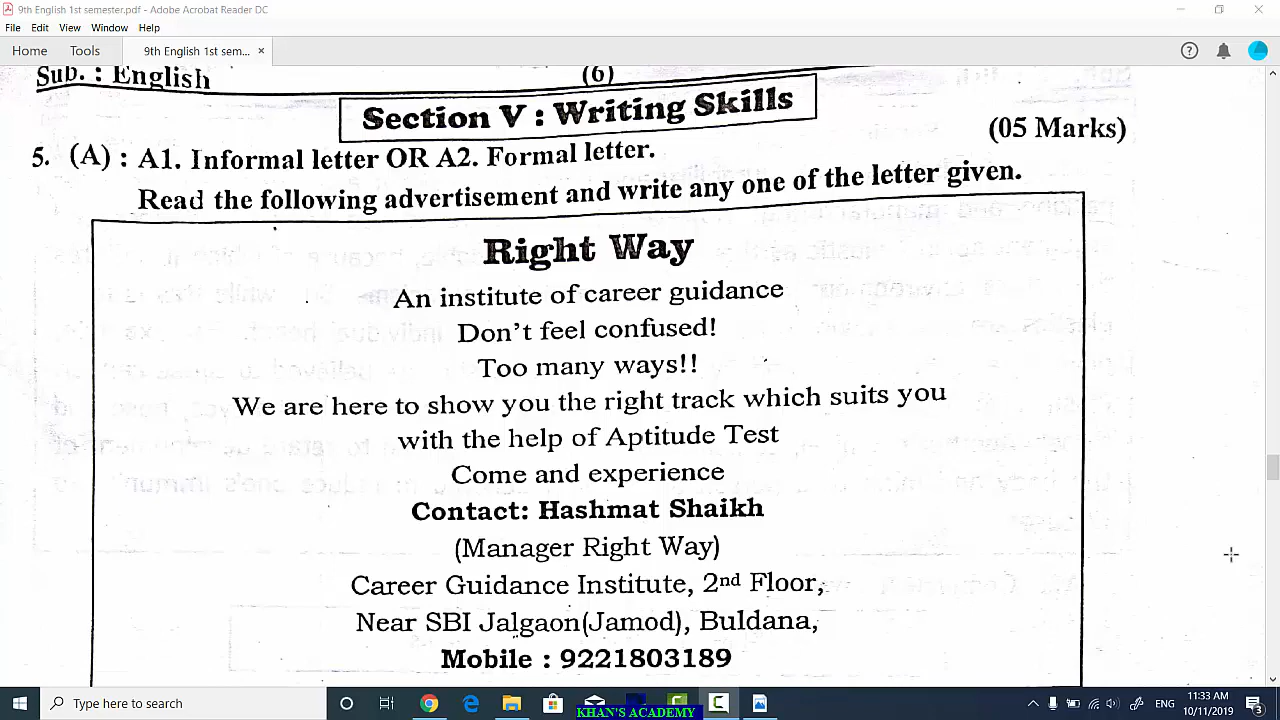 9th English 1st semester.pdf - Adobe Acrobat Reader DC
File Edit View Window Help
Home Tools 9th English 1st sem... ×
Sub. : English (6)
Section V : Writing Skills
(05 Marks)
5. (A) : A1. Informal letter OR A2. Formal letter.
Read the following advertisement and write any one of the letter given.
Right Way
An institute of career guidance
Don't feel confused!
Too many ways!!
We are here to show you the right track which suits you
with the help of Aptitude Test
Come and experience
Contact: Hashmat Shaikh
(Manager Right Way)
Career Guidance Institute, 2nd Floor,
Near SBI Jalgaon(Jamod), Buldana,
Mobile : 9221803189
Type here to search
ENG
11:33 AM
10/11/2019
3
KHAN'S ACADEMY